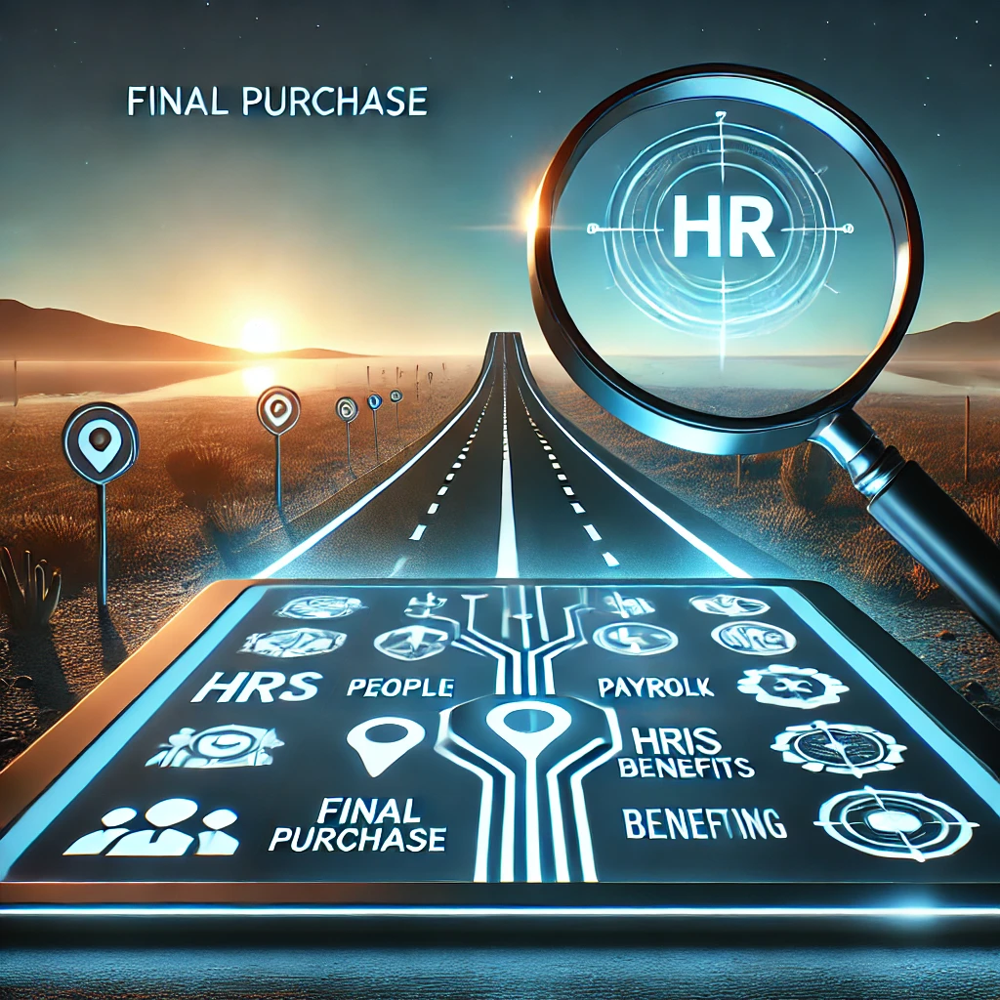 FINAL PURCHASE
HR
HRS
PEOPLE
PAYROLK
HRIS
BENEFITS
FINAL
PURCHASE
BENEFTING